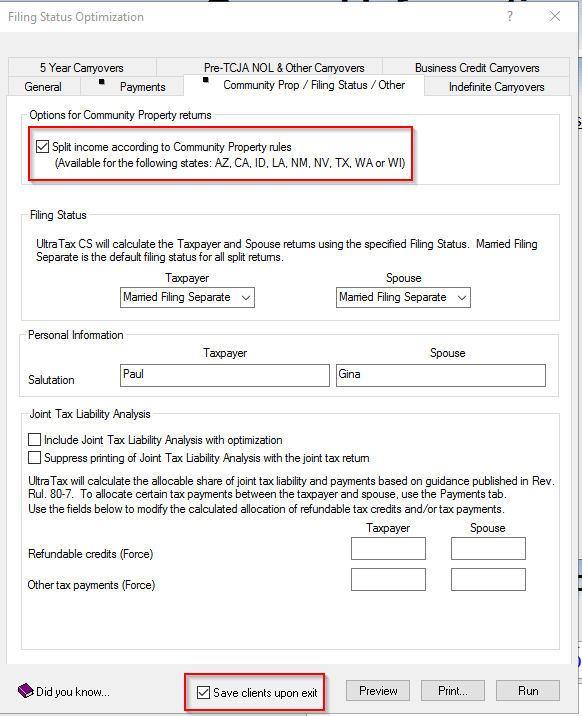 Filing Status Optimization
? ×
5 Year Carryovers Pre-TCJA NOL & Other Carryovers Business Credit Carryovers
General Payments Community Prop / Filing Status / Other Indefinite Carryovers
Options for Community Property returns
Split income according to Community Property rules
(Available for the following states: AZ, CA, ID, LA, NM, NV, TX, WA or WI)
Filing Status
UltraTax CS will calculate the Taxpayer and Spouse returns using the specified Filing Status. Married Filing
Separate is the default filing status for all split returns.
Taxpayer Spouse
Married Filing Separate Married Filing Separate
Personal Information
Taxpayer Spouse
Salutation Paul Gina
Joint Tax Liability Analysis
Include Joint Tax Liability Analysis with optimization
Suppress printing of Joint Tax Liability Analysis with the joint tax return
UltraTax will calculate the allocable share of joint tax liability and payments based on guidance published in Rev.
Rul. 80-7. To allocate certain tax payments between the taxpayer and spouse, use the Payments tab.
Use the fields below to modify the calculated allocation of refundable tax credits and/or tax payments.
Taxpayer Spouse
Refundable credits (Force)
Other tax payments (Force)
Did you know... Save clients upon exit Preview Print... Run